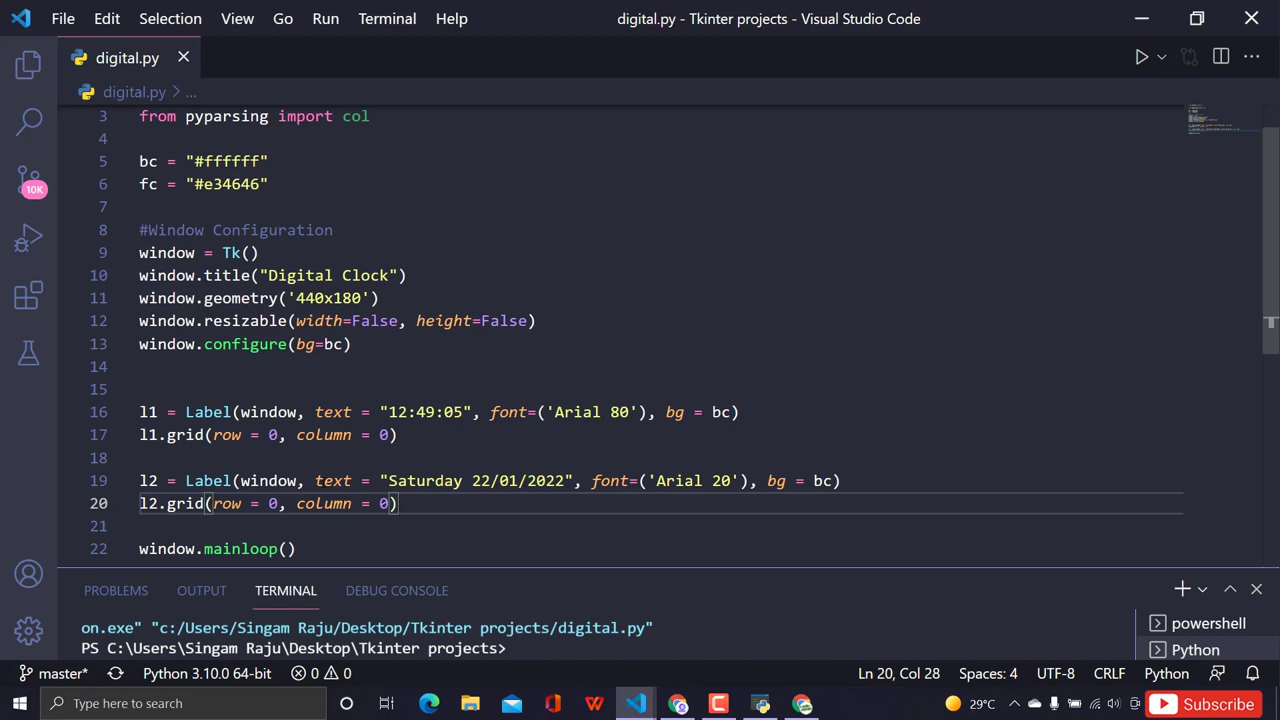 File Edit Selection View Go Run Terminal Help digital.py - Tkinter projects - Visual Studio Code
digital.py
digital.py > ...
3 from pyparsing import col
4
5 bc = "#ffffff"
6 fc = "#e34646"
7
8 #Window Configuration
9 window = Tk()
10 window.title("Digital Clock")
11 window.geometry('440x180')
12 window.resizable(width=False, height=False)
13 window.configure(bg=bc)
14
15
16 l1 = Label(window, text = "12:49:05", font=('Arial 80'), bg = bc)
17 l1.grid(row = 0, column = 0)
18
19 l2 = Label(window, text = "Saturday 22/01/2022", font=('Arial 20'), bg = bc)
20 l2.grid(row = 0, column = 0)
21
22 window.mainloop()
10K
PROBLEMS OUTPUT TERMINAL DEBUG CONSOLE
on.exe" "c:/Users/Singam Raju/Desktop/Tkinter projects/digital.py"
PS C:\Users\Singam Raju\Desktop\Tkinter projects>
powershell
Python
master* Python 3.10.0 64-bit 0 0 Ln 20, Col 28 Spaces: 4 UTF-8 CRLF Python
Type here to search 29°C Subscribe